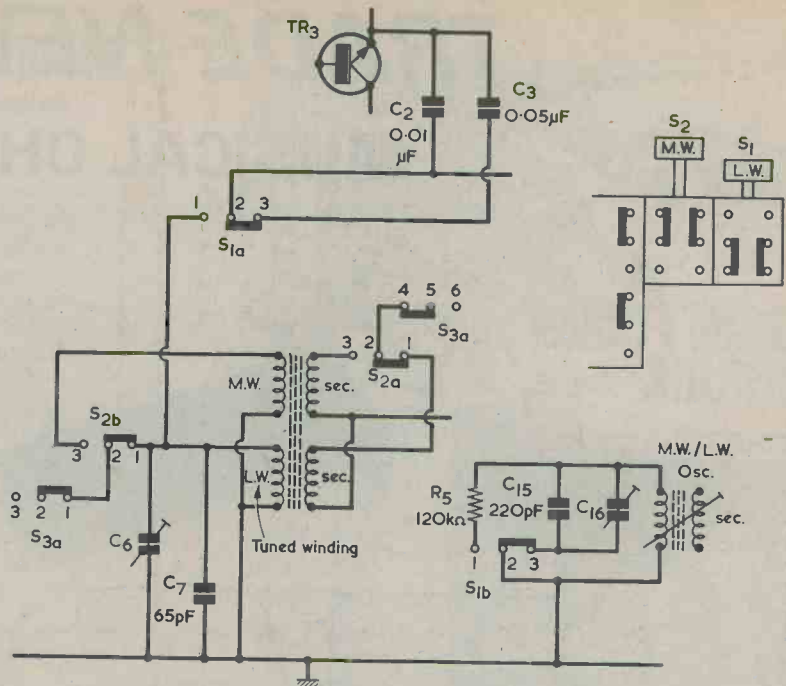 TR3
C2
0·01
µF
C3
0·05µF
S2
M.W.
S1
L.W.
1
2
3
S1a
4
5
6
S3a
3
2
1
S2a
M.W.
sec.
S2b
3
2
1
L.W.
sec.
3
2
1
S3a
Tuned winding
C6
C7
65pF
R5
120kΩ
C15
220pF
C16
M.W./L.W.
Osc.
sec.
1
2
3
S1b